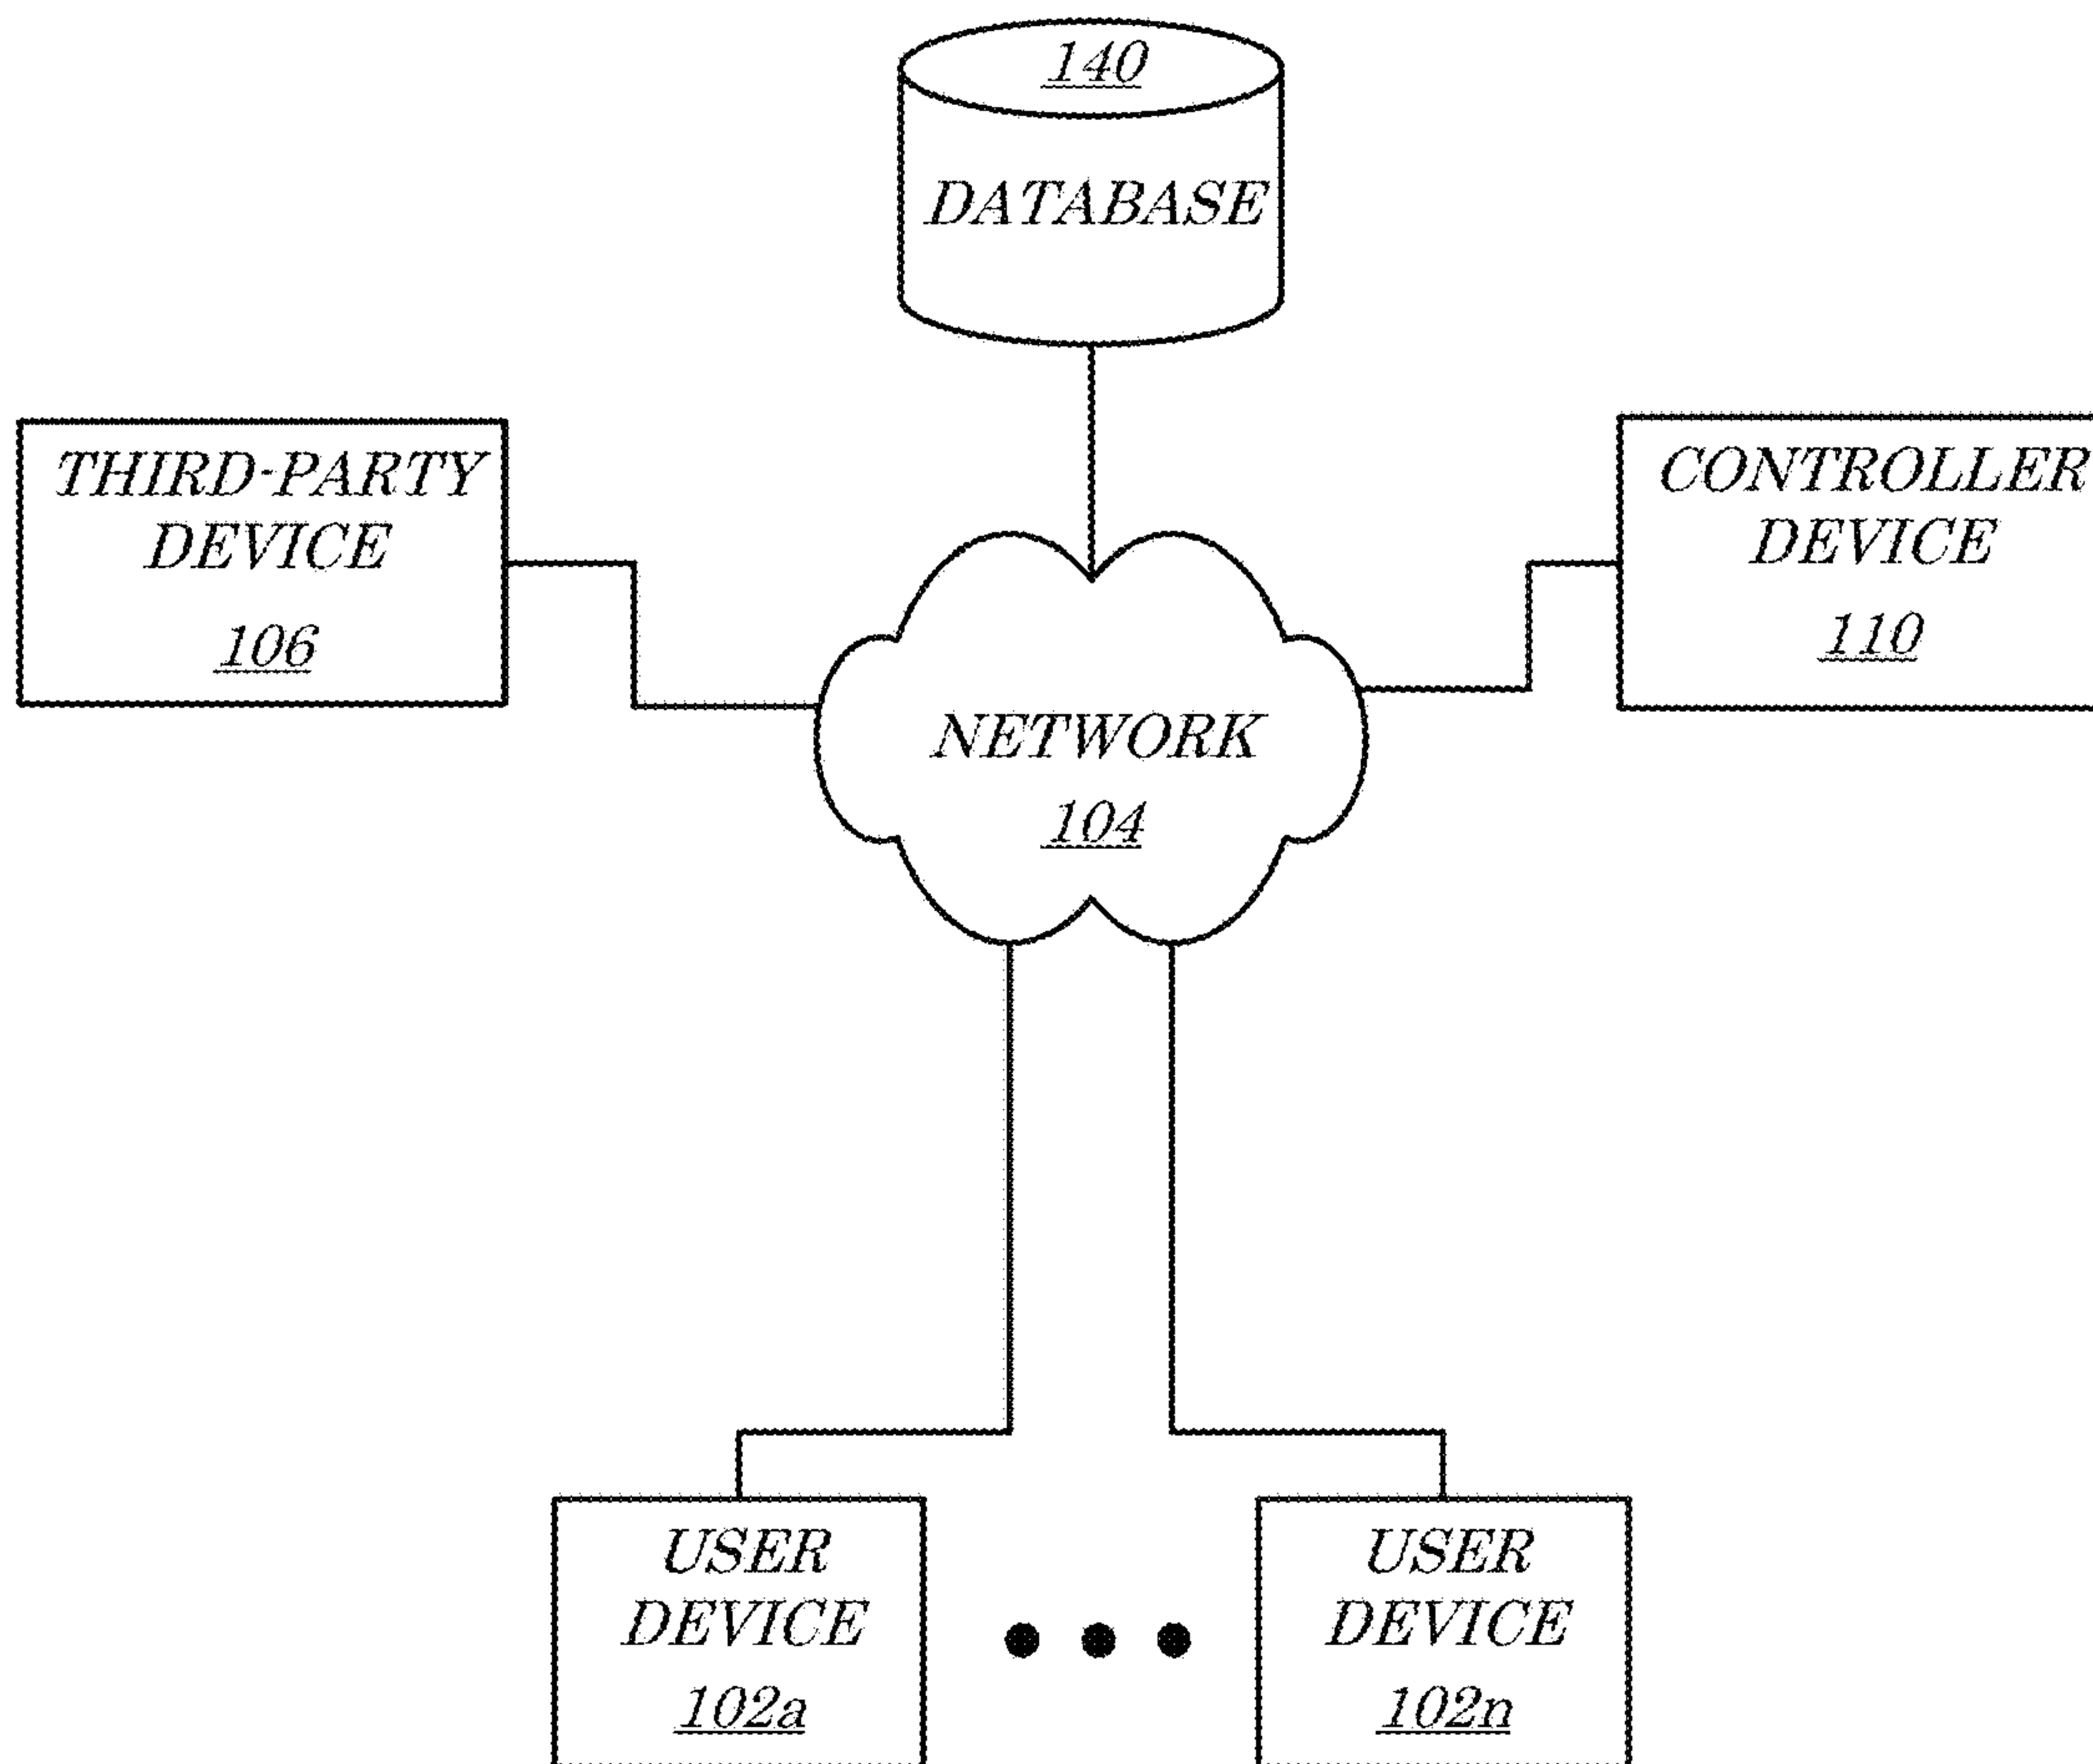 140
DATABASE
THIRD-PARTY
DEVICE
106
CONTROLLER
DEVICE
110
NETWORK
104
USER
DEVICE
102a
USER
DEVICE
102n